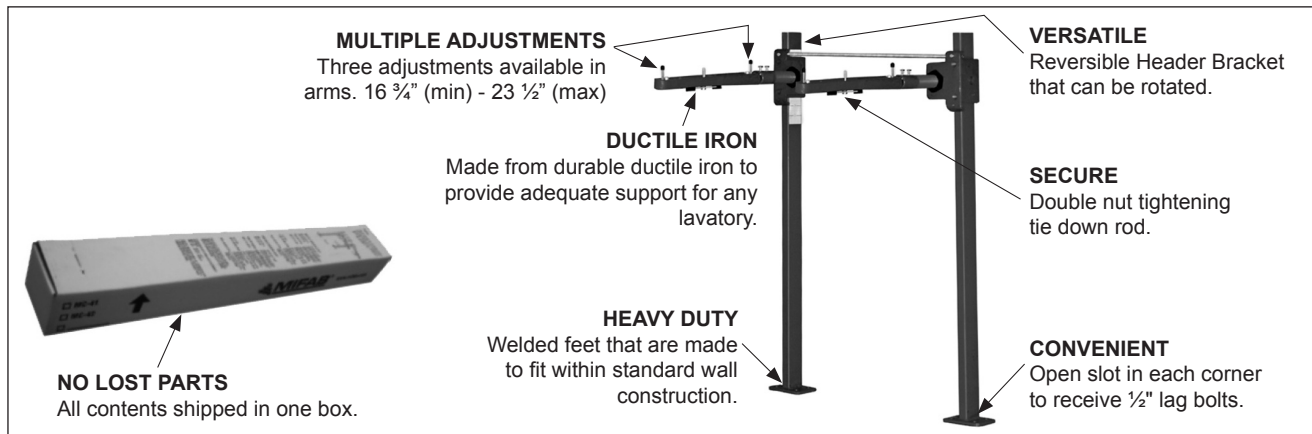 MULTIPLE ADJUSTMENTS
Three adjustments available in
arms. 16 ¾” (min) - 23 ½” (max)
DUCTILE IRON
Made from durable ductile iron to
provide adequate support for any
lavatory.
VERSATILE
Reversible Header Bracket
that can be rotated.
SECURE
Double nut tightening
tie down rod.
MIFAB
NO LOST PARTS
All contents shipped in one box.
HEAVY DUTY
Welded feet that are made
to fit within standard wall
construction.
CONVENIENT
Open slot in each corner
to receive ½" lag bolts.